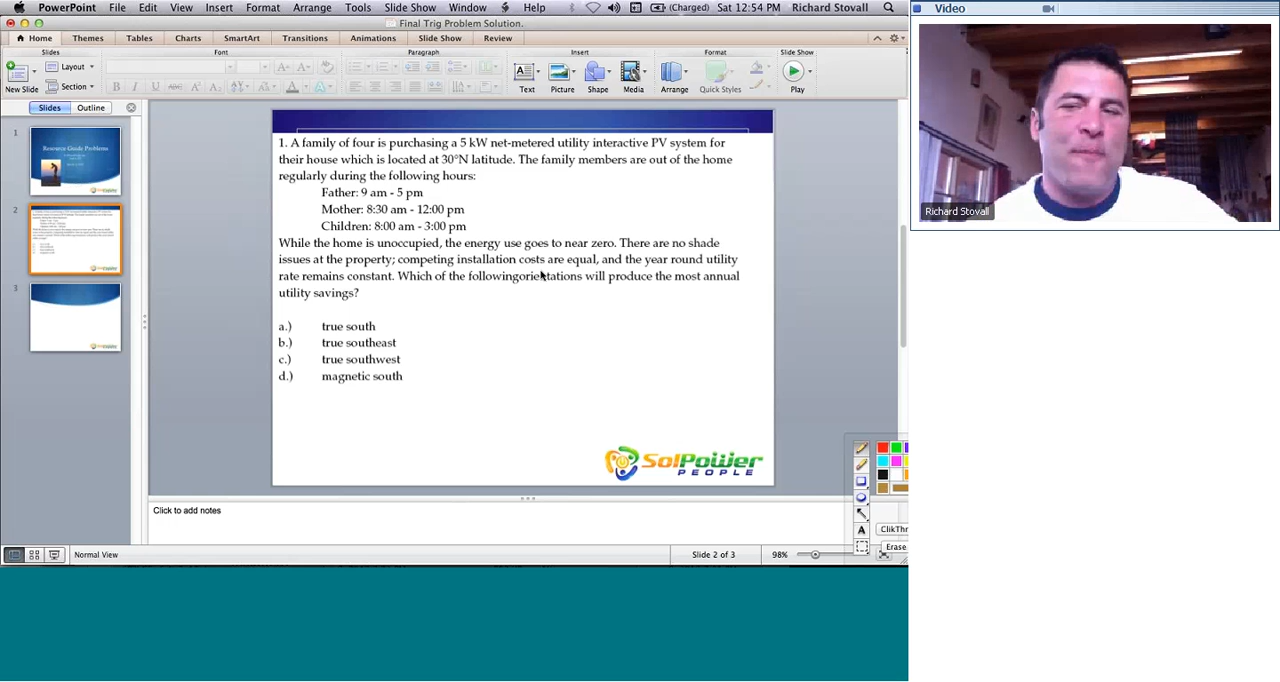 PowerPoint File Edit View Insert Format Arrange Tools Slide Show Window Help (Charged) Sat 12:54 PM Richard Stovall
Final Trig Problem Solution.
Home Themes Tables Charts SmartArt Transitions Animations Slide Show Review
Slides Font Paragraph Insert Format Slide Show
Layout
Section
New Slide Text Picture Shape Media Arrange Quick Styles Play
Slides Outline
1
Resource Guide Problems
2
3
1. A family of four is purchasing a 5 kW net-metered utility interactive PV system for
their house which is located at 30°N latitude. The family members are out of the home
regularly during the following hours:
Father: 9 am - 5 pm
Mother: 8:30 am - 12:00 pm
Children: 8:00 am - 3:00 pm
While the home is unoccupied, the energy use goes to near zero. There are no shade
issues at the property; competing installation costs are equal, and the year round utility
rate remains constant. Which of the followingorientations will produce the most annual
utility savings?
a.) true south
b.) true southeast
c.) true southwest
d.) magnetic south
SolPower
PEOPLE
Click to add notes
Normal View Slide 2 of 3 98%
A
ClikThr
Erase
Video
Richard Stovall